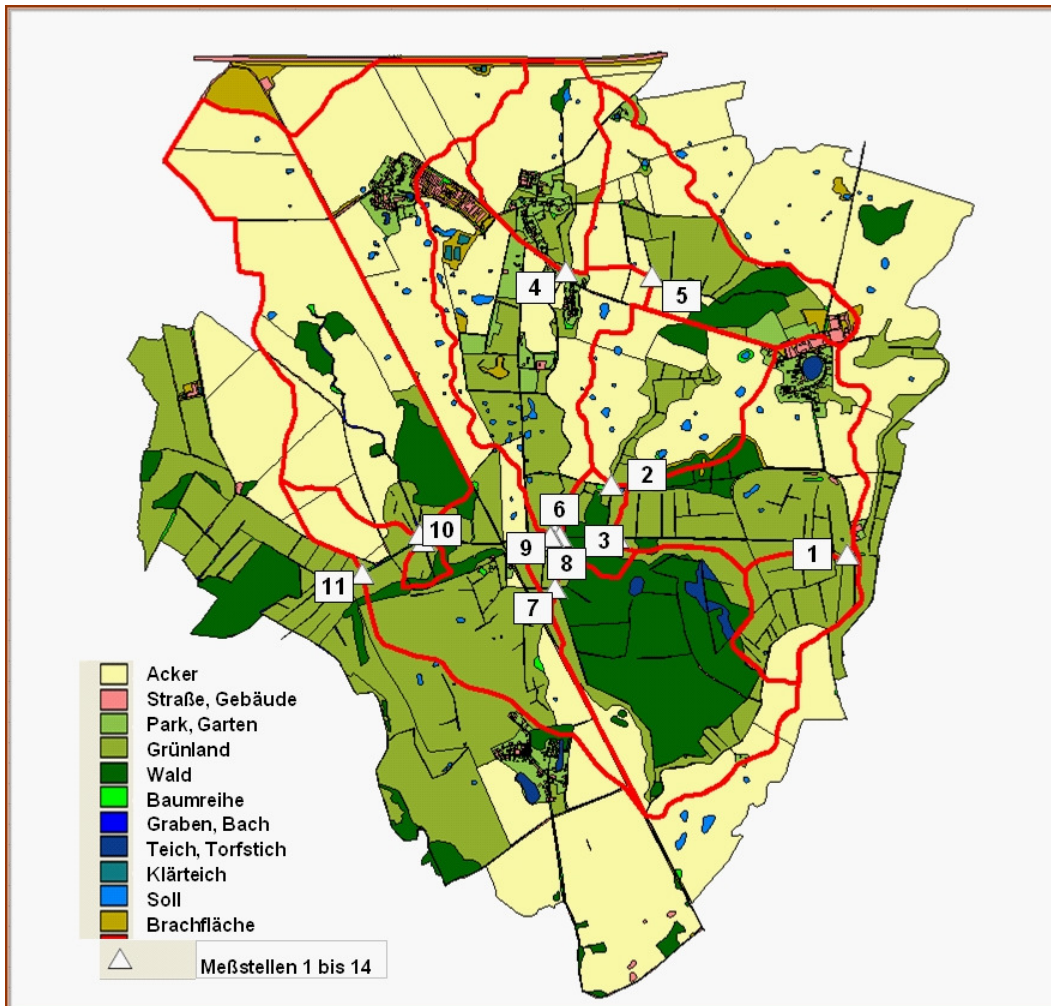 4
5
2
6
10
9
3
1
8
11
7
Acker
Straße, Gebäude
Park, Garten
Grünland
Wald
Baumreihe
Graben, Bach
Teich, Torfstich
Klärteich
Soll
Brachfläche
Meßstellen 1 bis 14